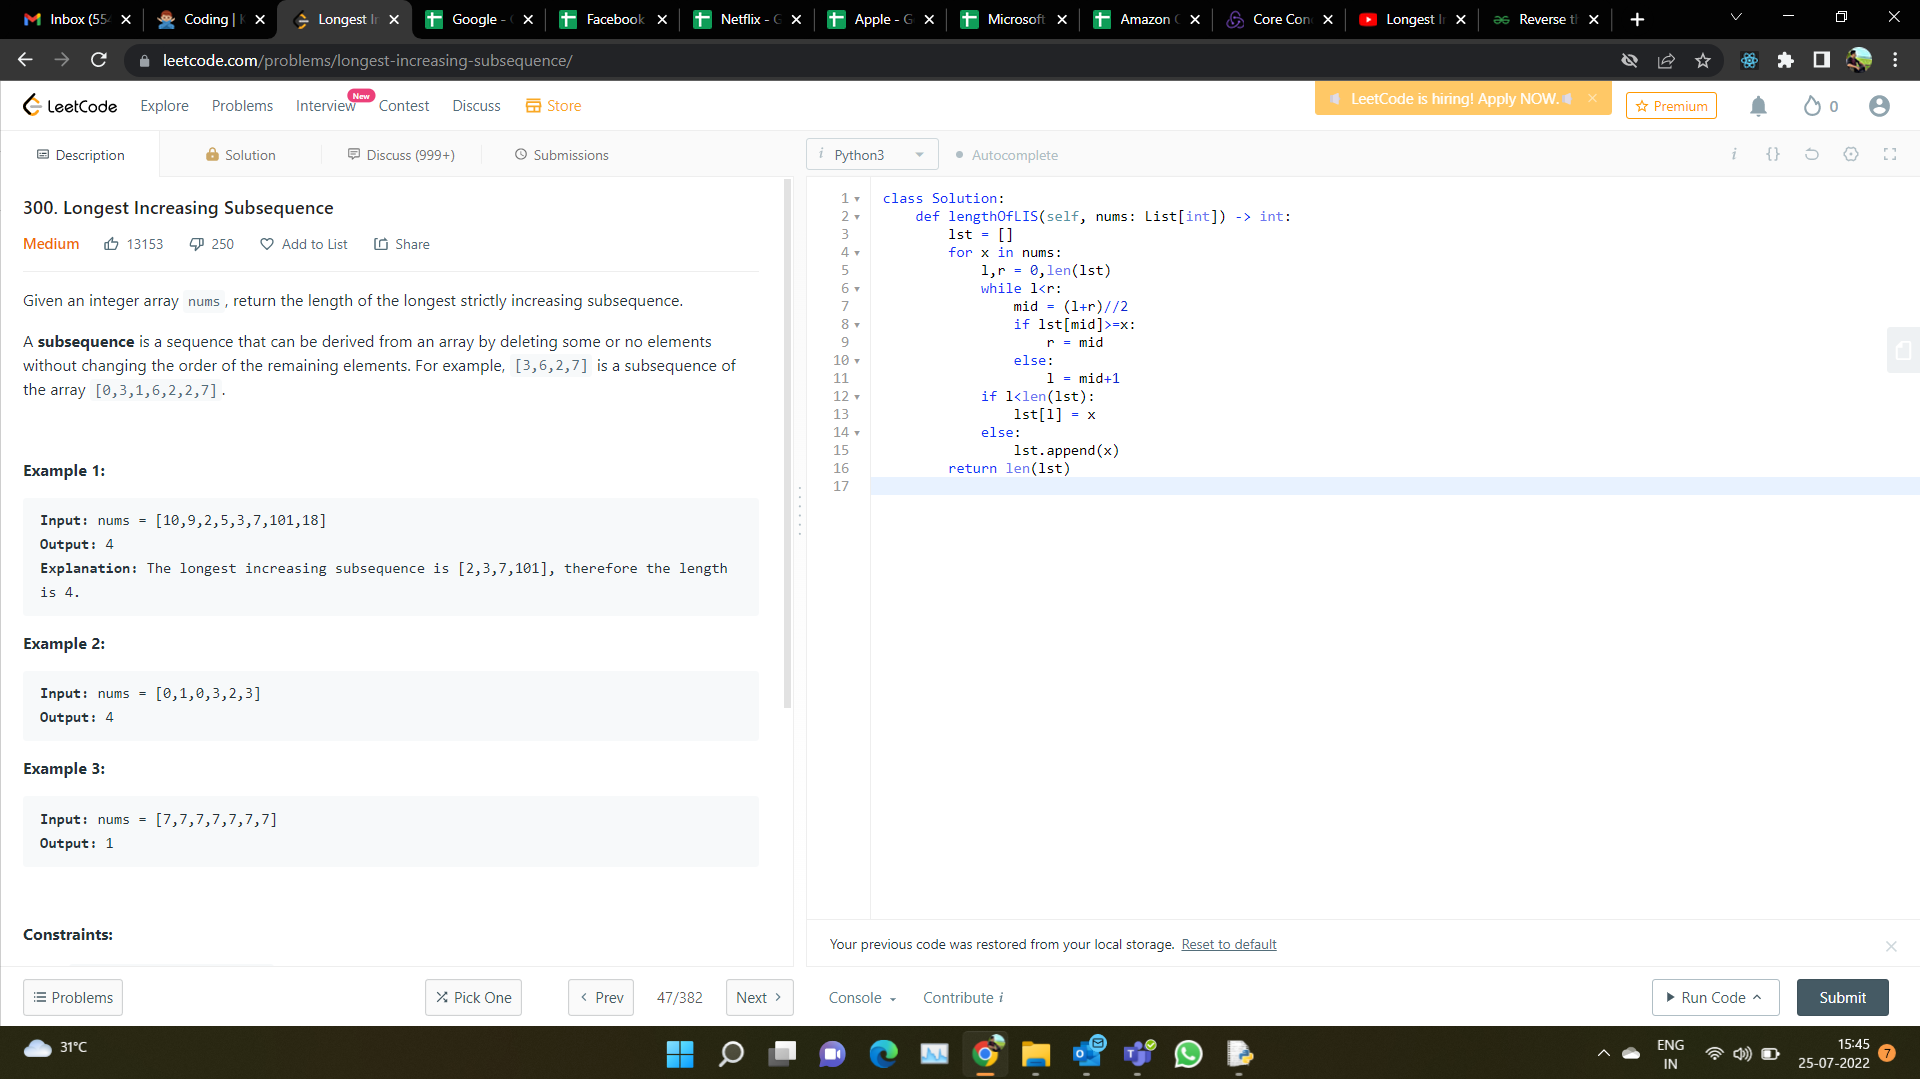 Inbox (55
Coding |
Longest I
Google -
Facebook
Netflix - G
Apple - G
Microsoft
Amazon
Core Con
Longest I
Reverse t
leetcode.com/problems/longest-increasing-subsequence/
LeetCode
Explore
Problems
Interview
New
Contest
Discuss
Store
LeetCode is hiring! Apply NOW.
Premium
0
Description
Solution
Discuss (999+)
Submissions
i Python3
Autocomplete
i {}
300. Longest Increasing Subsequence
Medium 13153 250 Add to List Share
Given an integer array nums, return the length of the longest strictly increasing subsequence.
A subsequence is a sequence that can be derived from an array by deleting some or no elements
without changing the order of the remaining elements. For example, [3,6,2,7] is a subsequence of
the array [0,3,1,6,2,2,7].
Example 1:
Input: nums = [10,9,2,5,3,7,101,18]
Output: 4
Explanation: The longest increasing subsequence is [2,3,7,101], therefore the length
is 4.
Example 2:
Input: nums = [0,1,0,3,2,3]
Output: 4
Example 3:
Input: nums = [7,7,7,7,7,7,7]
Output: 1
Constraints:
1 class Solution:
2 def lengthOfLIS(self, nums: List[int]) -> int:
3 lst = []
4 for x in nums:
5 l,r = 0,len(lst)
6 while l<r:
7 mid = (l+r)//2
8 if lst[mid]>=x:
9 r = mid
10 else:
11 l = mid+1
12 if l<len(lst):
13 lst[l] = x
14 else:
15 lst.append(x)
16 return len(lst)
17
Your previous code was restored from your local storage. Reset to default
Problems
Pick One
Prev
47/382
Next
Console
Contribute i
Run Code
Submit
31°C
ENG
IN
15:45
25-07-2022
7